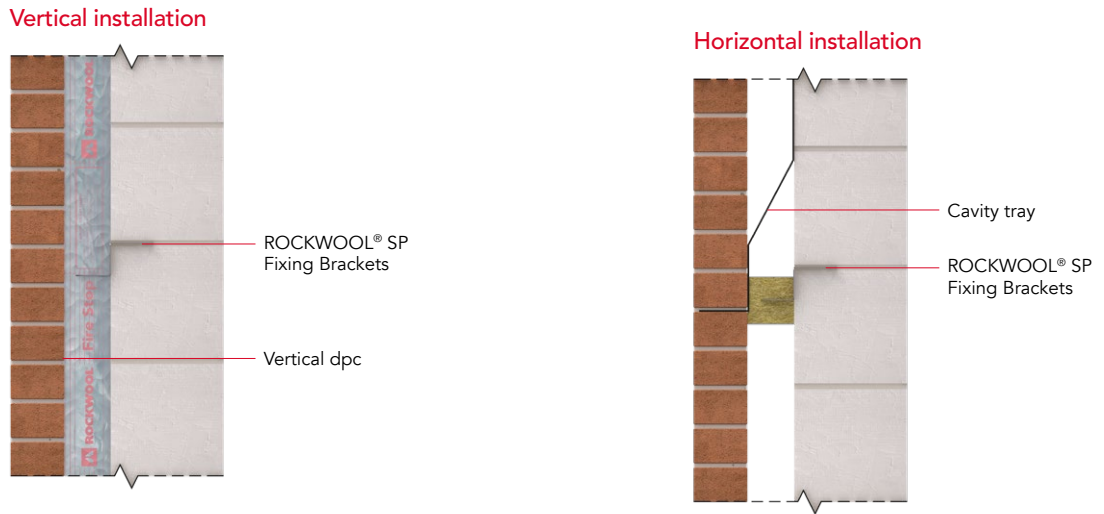 Vertical installation
ROCKWOOL
ROCKWOOL® SP
Fixing Brackets
Fire Stop
Vertical dpc
ROCKWOOL
Horizontal installation
Cavity tray
ROCKWOOL® SP
Fixing Brackets